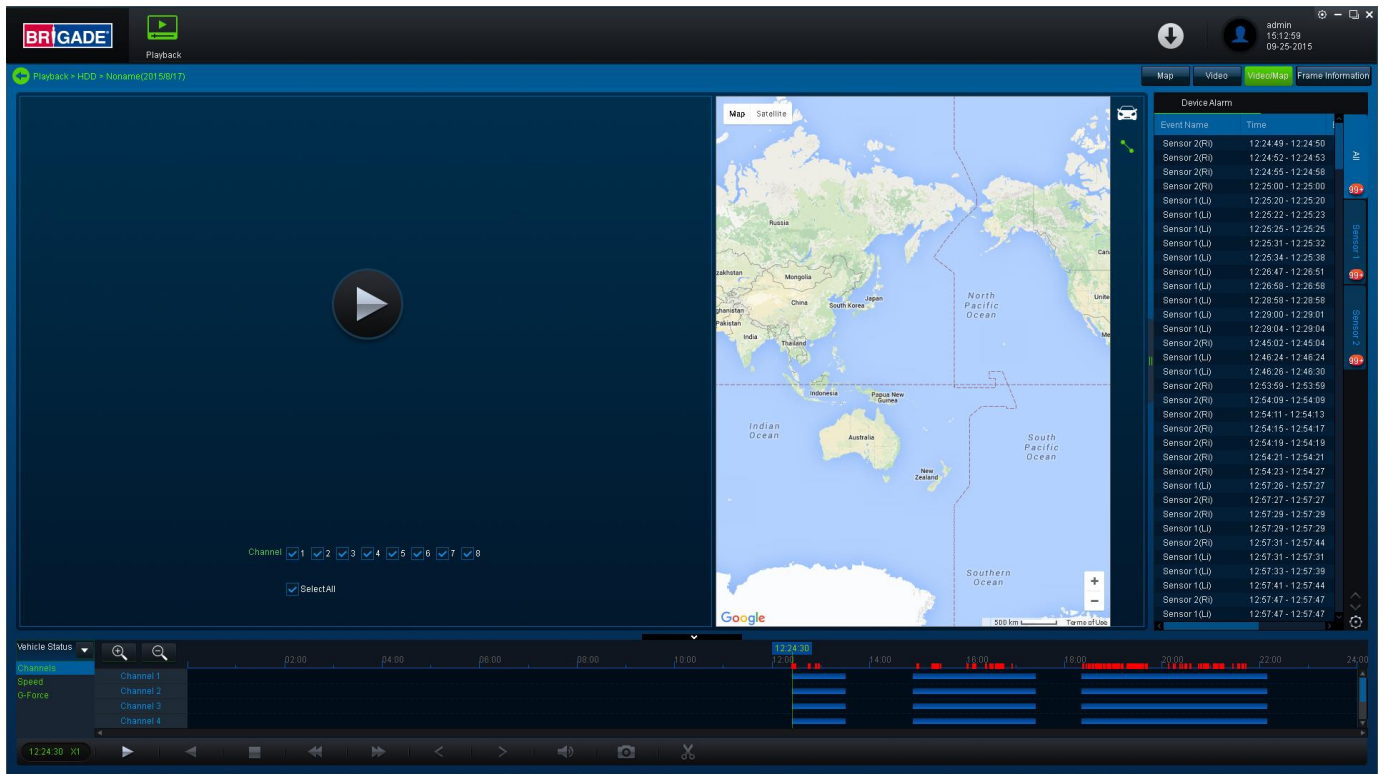 BRIGADE
Playback
admin
15:12:59
09-25-2015
Playback > HDD > Noname(2015/8/17)
Map Video Video/Map Frame Information
Map Satellite
Russia
Mongolia
China
South Korea
Japan
India
Thailand
North
Pacific
Ocean
Indonesia
Papua New
Guinea
Indian
Ocean
Australia
South
Pacific
Ocean
New
Zealand
Southern
Ocean
+
−
Google
500 km
Terms of Use
Channel 1 2 3 4 5 6 7 8
SelectAll
Device Alarm
Event Name Time
Sensor 2(Ri) 12:24:49 - 12:24:50
Sensor 2(Ri) 12:24:52 - 12:24:53
Sensor 2(Ri) 12:24:55 - 12:24:58
Sensor 2(Ri) 12:25:00 - 12:25:00
Sensor 1(Li) 12:25:20 - 12:25:20
Sensor 1(Li) 12:25:22 - 12:25:23
Sensor 1(Li) 12:25:25 - 12:25:25
Sensor 1(Li) 12:25:31 - 12:25:32
Sensor 1(Li) 12:25:34 - 12:25:38
Sensor 1(Li) 12:26:47 - 12:26:51
Sensor 1(Li) 12:26:58 - 12:26:58
Sensor 1(Li) 12:28:58 - 12:28:58
Sensor 1(Li) 12:29:00 - 12:29:01
Sensor 1(Li) 12:29:04 - 12:29:04
Sensor 2(Ri) 12:45:02 - 12:45:04
Sensor 1(Li) 12:46:24 - 12:46:24
Sensor 1(Li) 12:46:26 - 12:46:30
Sensor 2(Ri) 12:53:59 - 12:53:59
Sensor 2(Ri) 12:54:09 - 12:54:09
Sensor 2(Ri) 12:54:11 - 12:54:13
Sensor 2(Ri) 12:54:15 - 12:54:17
Sensor 2(Ri) 12:54:19 - 12:54:19
Sensor 2(Ri) 12:54:21 - 12:54:21
Sensor 2(Ri) 12:54:23 - 12:54:27
Sensor 1(Li) 12:57:26 - 12:57:27
Sensor 2(Ri) 12:57:27 - 12:57:27
Sensor 2(Ri) 12:57:29 - 12:57:29
Sensor 1(Li) 12:57:29 - 12:57:29
Sensor 2(Ri) 12:57:31 - 12:57:44
Sensor 1(Li) 12:57:31 - 12:57:31
Sensor 1(Li) 12:57:33 - 12:57:39
Sensor 1(Li) 12:57:41 - 12:57:44
Sensor 2(Ri) 12:57:47 - 12:57:47
Sensor 1(Li) 12:57:47 - 12:57:47
All
99+
Sensor 1
99+
Sensor 2
99+
Vehicle Status
Channels
Speed
G-Force
12:24:30
02:00 04:00 06:00 08:00 10:00 12:00 14:00 16:00 18:00 20:00 22:00 24:00
Channel 1
Channel 2
Channel 3
Channel 4
12:24:30 X1